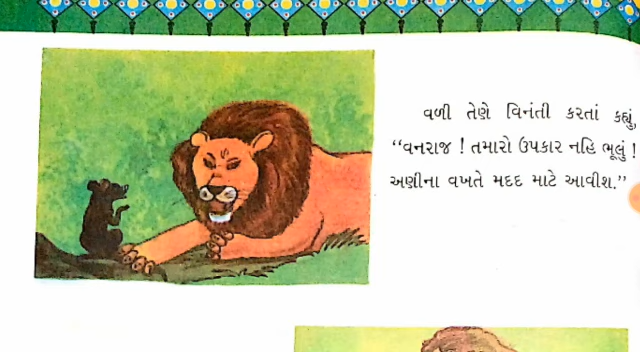 વળી તેણે વિનંતી કરતાં કહ્યું,
“વનરાજ ! તમારો ઉપકાર નહિ ભૂલું !
અણીના વખતે મદદ માટે આવીશ.”